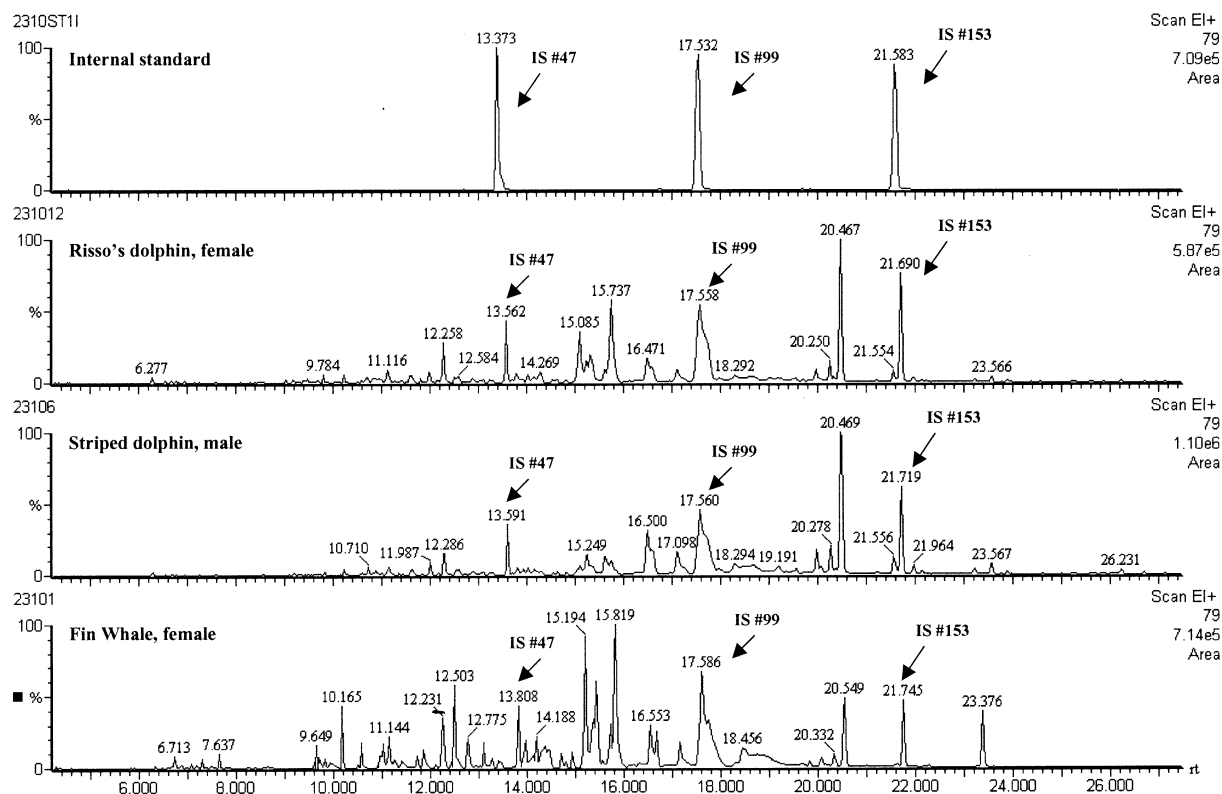 2310ST1I
Scan EI+
79
7.09e5
Area
100
%
0
Internal standard
13.373
IS #47
17.532
IS #99
21.583
IS #153
231012
Scan EI+
79
5.87e5
Area
100
%
0
Risso's dolphin, female
6.277
9.784
11.116
12.258
12.584
13.562
IS #47
14.269
15.085
15.737
16.471
17.558
IS #99
18.292
20.250
20.467
21.554
21.690
IS #153
23.566
23106
Scan EI+
79
1.10e6
Area
100
%
0
Striped dolphin, male
10.710
11.987
12.286
13.591
IS #47
15.249
16.500
17.098
17.560
IS #99
18.294
19.191
20.278
20.469
21.556
21.719
IS #153
21.964
23.567
26.231
23101
Scan EI+
79
7.14e5
Area
100
%
0
Fin Whale, female
6.713
7.637
9.649
10.165
11.144
12.231
12.503
12.775
13.808
IS #47
14.188
15.194
15.819
16.553
17.586
IS #99
18.456
20.332
20.549
21.745
IS #153
23.376
6.000 8.000 10.000 12.000 14.000 16.000 18.000 20.000 22.000 24.000 26.000 rt